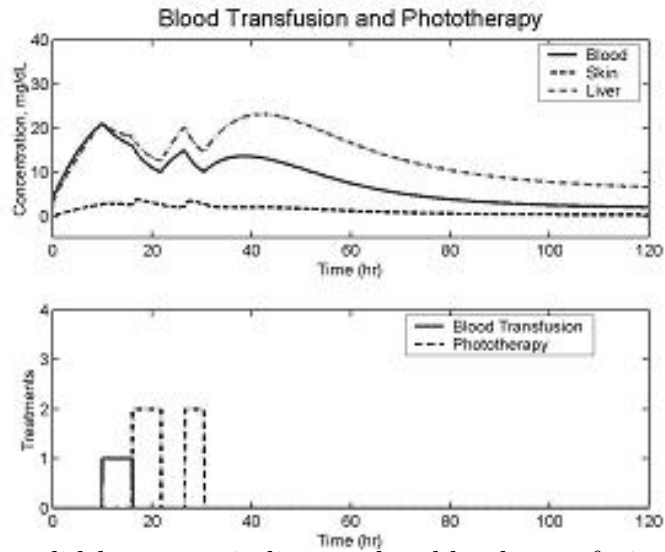 Blood Transfusion and Phototherapy
40
30
20
10
0
Concentration, mg/dL
Blood
Skin
Liver
0 20 40 60 80 100 120
Time (hr)
4
3
2
1
0
Treatments
Blood Transfusion
Phototherapy
0 20 40 60 80 100 120
Time (hr)